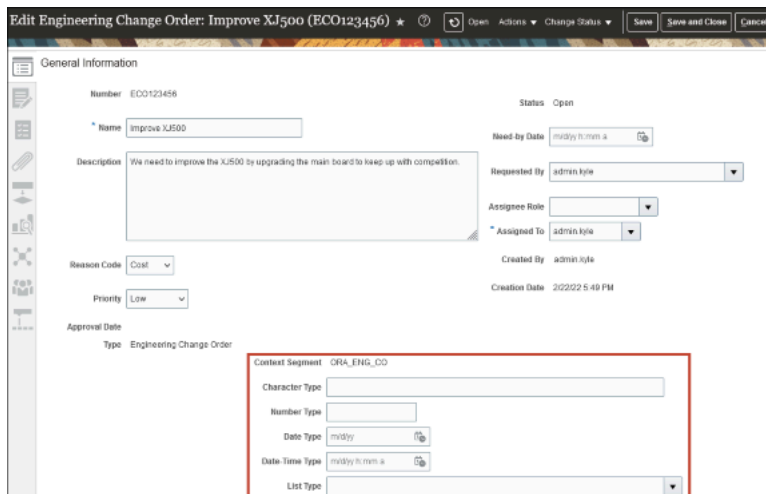 Edit Engineering Change Order: Improve XJ500 (ECO123456) Open Actions Change Status Save Save and Close Cance
General Information
Number ECO123456
Status Open
* Name Improve XJ500
Need-by Date m/d/yy h:mm a
Description We need to improve the XJ500 by upgrading the main board to keep up with competition.
Requested By admin.kyle
Assignee Role
* Assigned To admin.kyle
Created By admin.kyle
Reason Code Cost
Creation Date 2/22/22 5:49 PM
Priority Low
Approval Date
Type Engineering Change Order
Context Segment ORA_ENG_CO
Character Type
Number Type
Date Type m/d/yy
Date-Time Type m/d/yy h:mm a
List Type